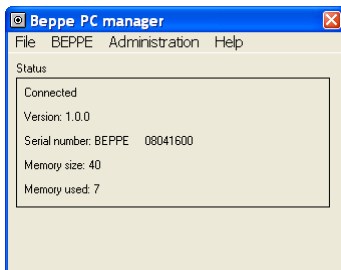 Beppe PC manager
File BEPPE Administration Help
Status
Connected
Version: 1.0.0
Serial number: BEPPE 08041600
Memory size: 40
Memory used: 7